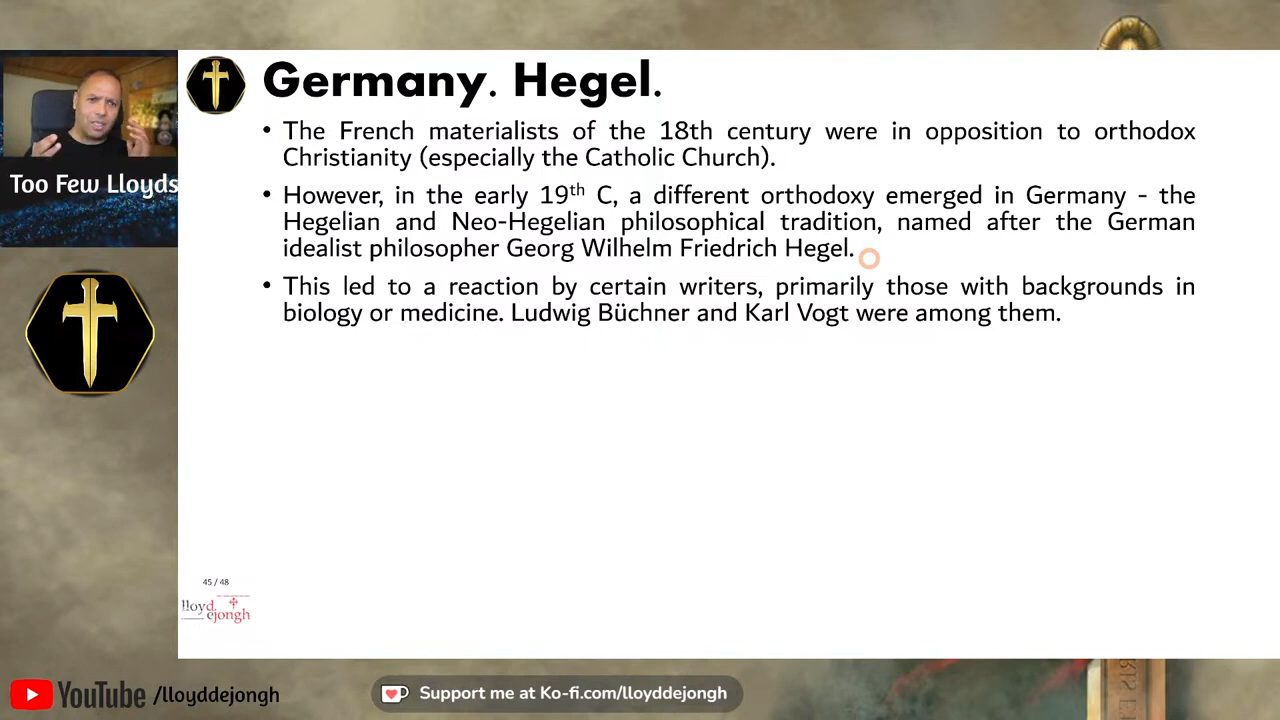 Germany. Hegel.
• The French materialists of the 18th century were in opposition to orthodox
Christianity (especially the Catholic Church).
• However, in the early 19th C, a different orthodoxy emerged in Germany - the
Hegelian and Neo-Hegelian philosophical tradition, named after the German
idealist philosopher Georg Wilhelm Friedrich Hegel.
• This led to a reaction by certain writers, primarily those with backgrounds in
biology or medicine. Ludwig Büchner and Karl Vogt were among them.
Too Few Lloyds
45 / 48
lloyd
ejongh
YouTube /lloyddejongh
Support me at Ko-fi.com/lloyddejongh